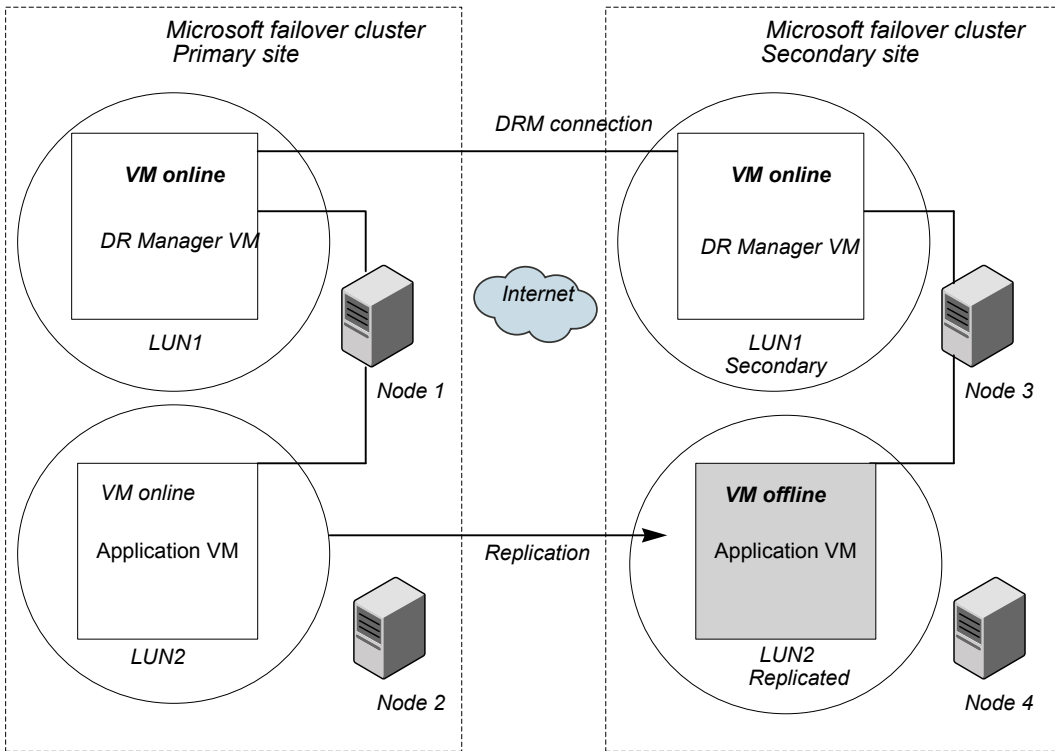 Microsoft failover cluster
Primary site
Microsoft failover cluster
Secondary site
DRM connection
VM online
DR Manager VM
LUN1
Node 1
Internet
VM online
DR Manager VM
LUN1
Secondary
Node 3
VM online
Application VM
LUN2
Node 2
Replication
VM offline
Application VM
LUN2
Replicated
Node 4